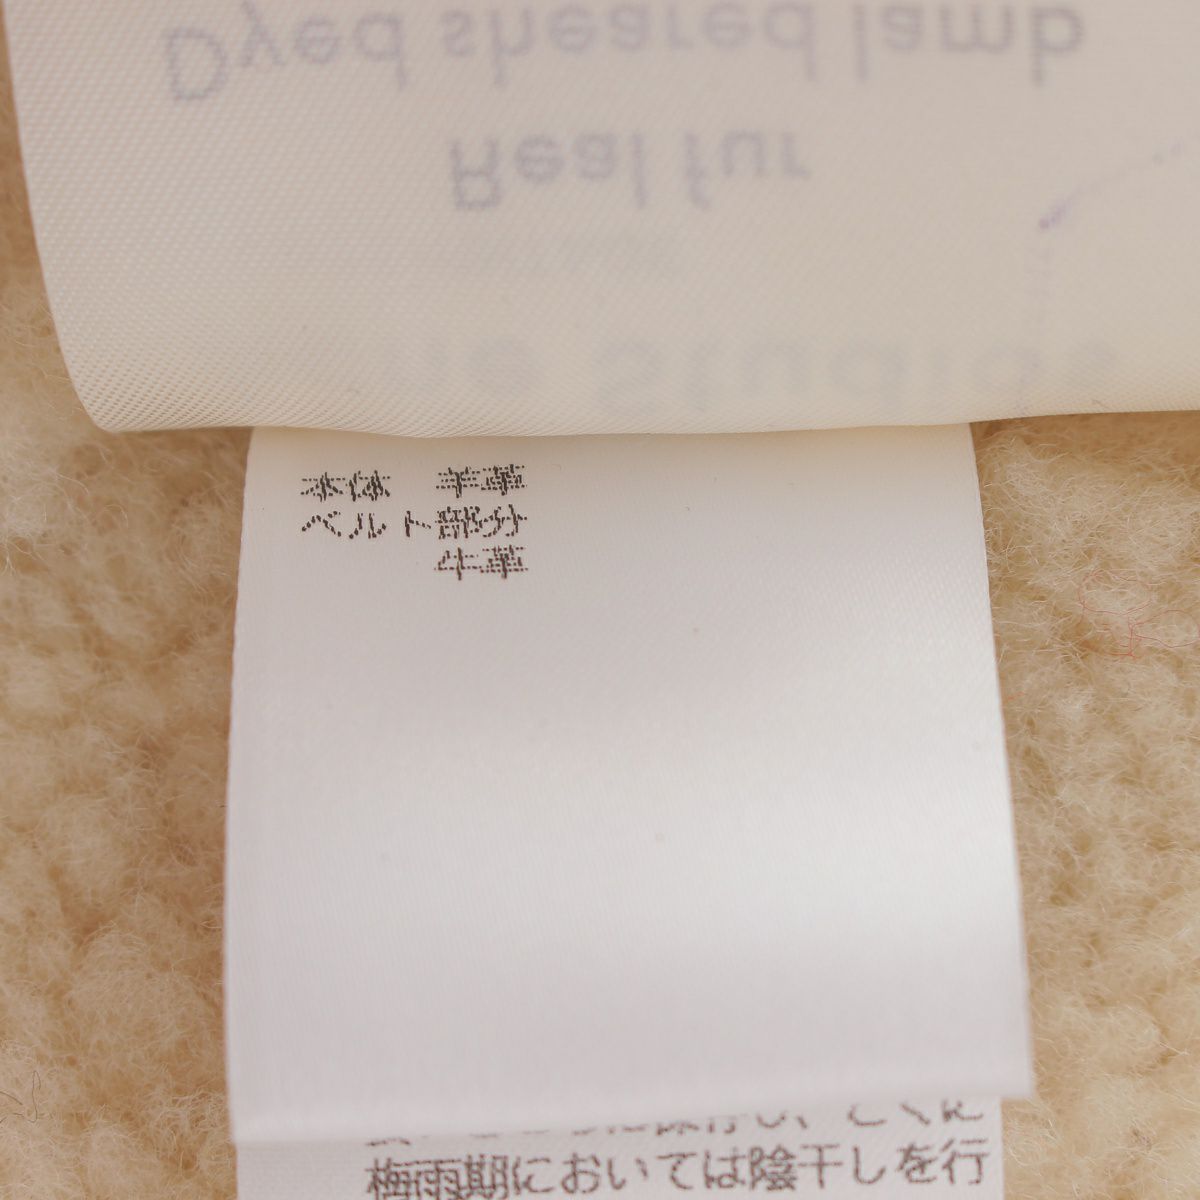 Dyed sheared lamb
Real fur
Studios
本体 羊革
ベルト部分
牛革
梅雨期においては陰干しを行